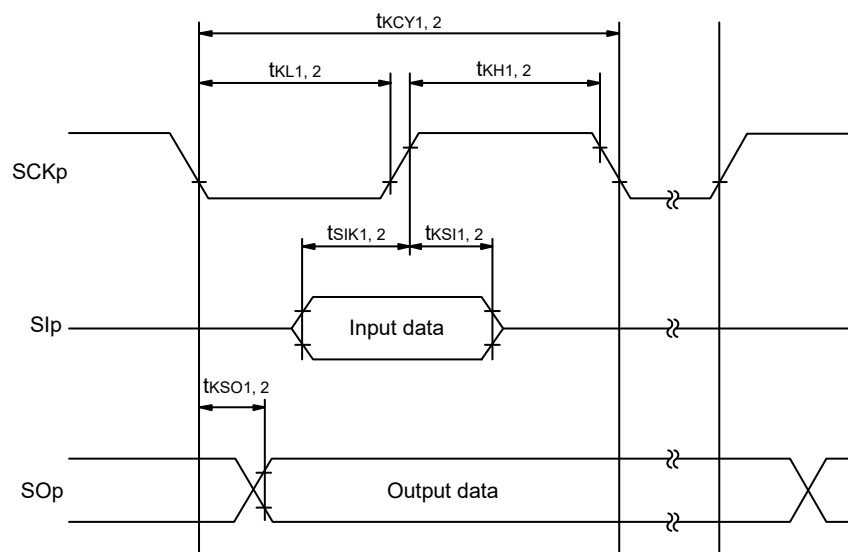 tKCY1, 2
tKL1, 2
tKH1, 2
SCKp
tSIK1, 2
tKSI1, 2
SIp
Input data
tKSO1, 2
SOp
Output data